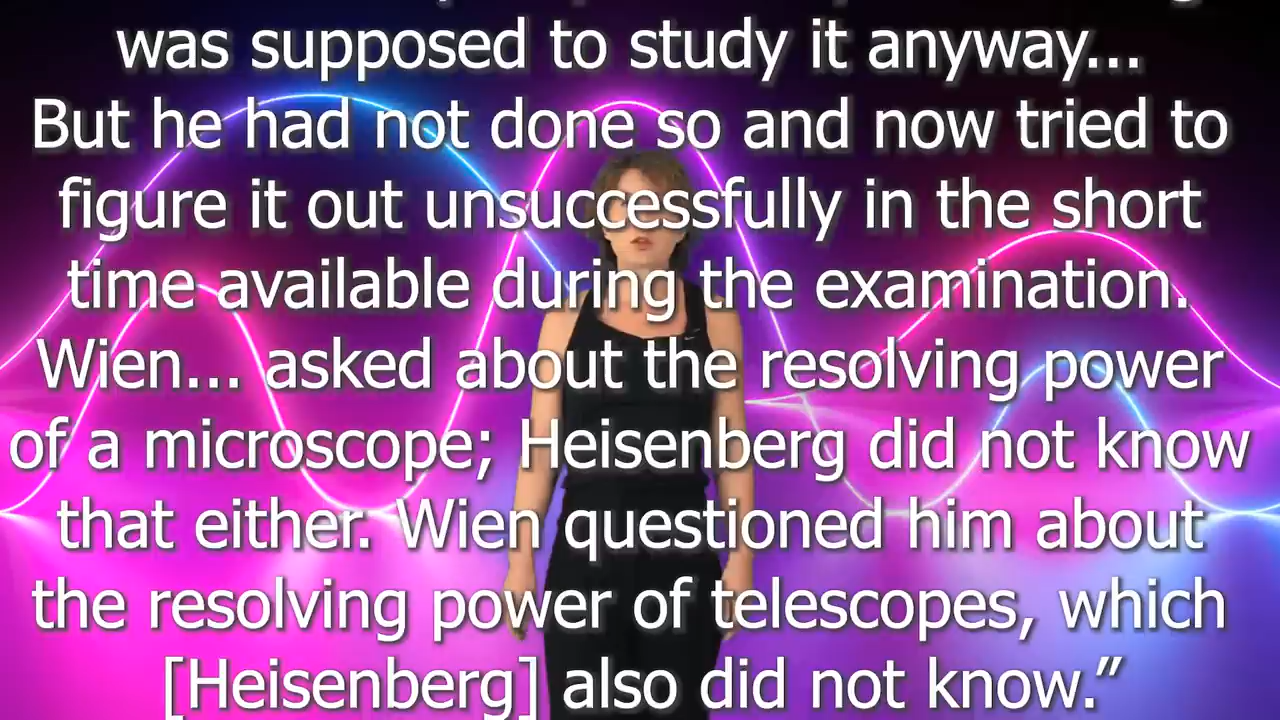 was supposed to study it anyway...
But he had not done so and now tried to
figure it out unsuccessfully in the short
time available during the examination.
Wien... asked about the resolving power
of a microscope; Heisenberg did not know
that either. Wien questioned him about
the resolving power of telescopes, which
[Heisenberg] also did not know.”